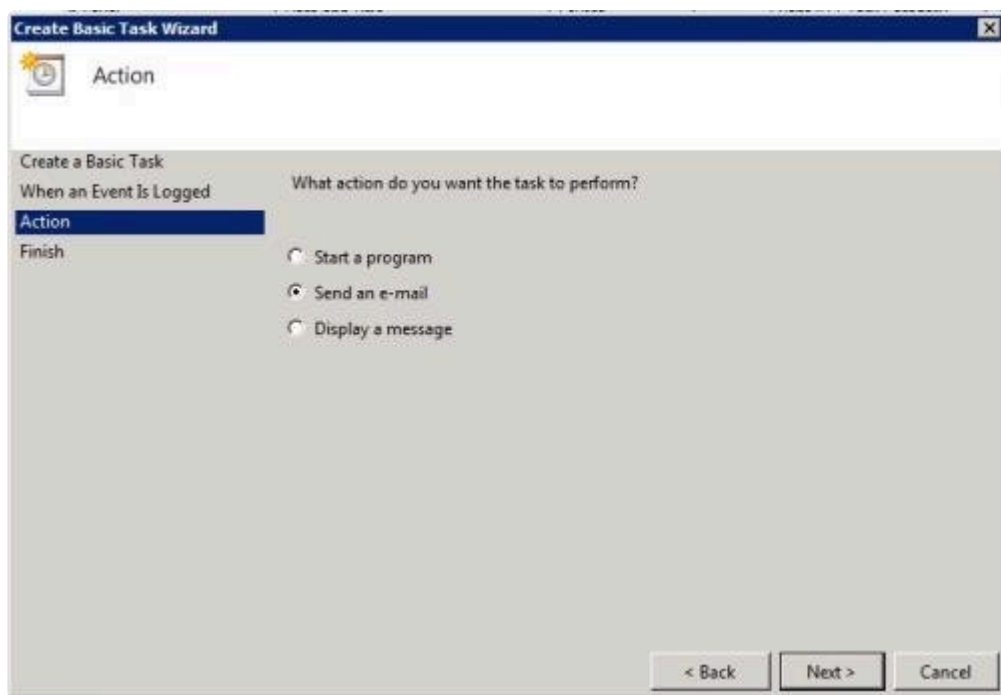 Create Basic Task Wizard
Action
Create a Basic Task
When an Event Is Logged
Action
Finish
What action do you want the task to perform?
Start a program
Send an e-mail
Display a message
< Back
Next >
Cancel